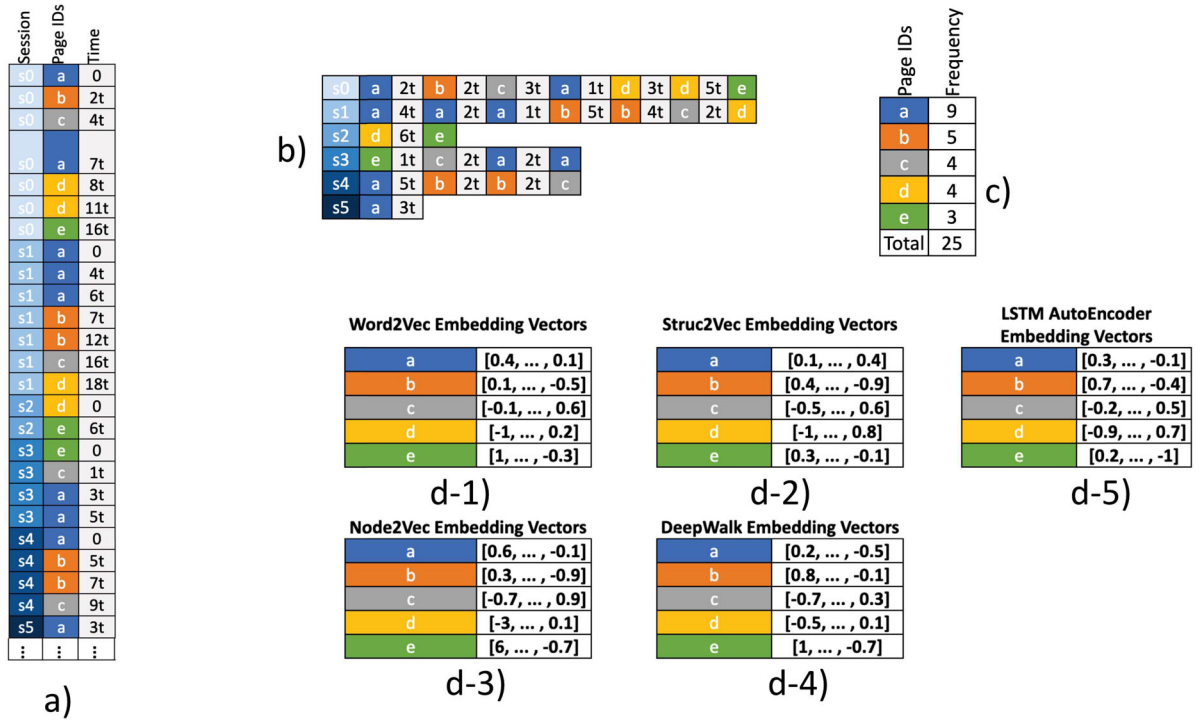 Session Page IDs Time
s0 a 0
s0 b 2t
s0 c 4t
s0 a 7t
s0 d 8t
s0 d 11t
s0 e 16t
s1 a 0
s1 a 4t
s1 a 6t
s1 b 7t
s1 b 12t
s1 c 16t
s1 d 18t
s2 d 0
s2 e 6t
s3 e 0
s3 c 1t
s3 a 3t
s3 a 5t
s4 a 0
s4 b 5t
s4 b 7t
s4 c 9t
s5 a 3t
... ... ...
a)
s0 a 2t b 2t c 3t a 1t d 3t d 5t e
s1 a 4t a 2t a 1t b 5t b 4t c 2t d
s2 d 6t e
s3 e 1t c 2t a 2t a
s4 a 5t b 2t b 2t c
s5 a 3t
b)
Page IDs Frequency
a 9
b 5
c 4
d 4
e 3
Total 25
c)
Word2Vec Embedding Vectors
a [0.4, ... , 0.1]
b [0.1, ... , -0.5]
c [-0.1, ... , 0.6]
d [-1, ... , 0.2]
e [1, ... , -0.3]
d-1)
Struc2Vec Embedding Vectors
a [0.1, ... , 0.4]
b [0.4, ... , -0.9]
c [-0.5, ... , 0.6]
d [-1, ... , 0.8]
e [0.3, ... , -0.1]
d-2)
LSTM AutoEncoder
Embedding Vectors
a [0.3, ... , -0.1]
b [0.7, ... , -0.4]
c [-0.2, ... , 0.5]
d [-0.9, ... , 0.7]
e [0.2, ... , -1]
d-5)
Node2Vec Embedding Vectors
a [0.6, ... , -0.1]
b [0.3, ... , -0.9]
c [-0.7, ... , 0.9]
d [-3, ... , 0.1]
e [6, ... , -0.7]
d-3)
DeepWalk Embedding Vectors
a [0.2, ... , -0.5]
b [0.8, ... , -0.1]
c [-0.7, ... , 0.3]
d [-0.5, ... , 0.1]
e [1, ... , -0.7]
d-4)